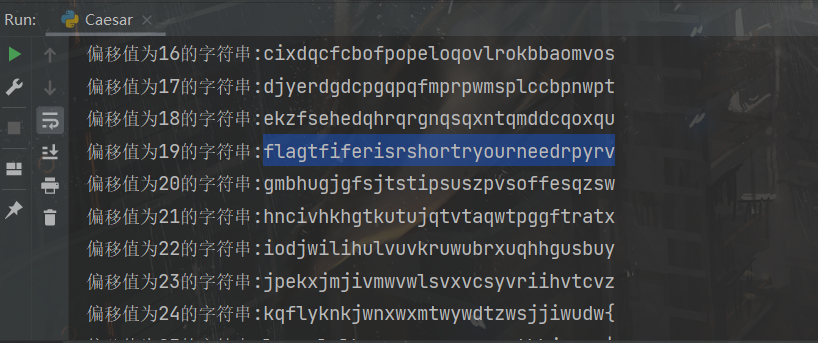 Run: Caesar
偏移值为16的字符串:cixdqcfcbofpopeloqovlrokbbaomvos
偏移值为17的字符串:djyerdgdcpgqpqfmprpwmsplccbpnwpt
偏移值为18的字符串:ekzfsehedqhrqrgnqsqxntqmddcqoxqu
偏移值为19的字符串:flagtfiferisrshortryourneedrpyrv
偏移值为20的字符串:gmbhugjgfsjtstipsuszpvsoffesqzsw
偏移值为21的字符串:hncivhkhgtkutujqtvtaqwtpggftratx
偏移值为22的字符串:iodjwilihulvuvkruwubrxuqhhgusbuy
偏移值为23的字符串:jpekxjmjivmwvwlsvxvcsyvriihvtcvz
偏移值为24的字符串:kqflyknkjwnxwxmtwywdtzwsjjiwudw{